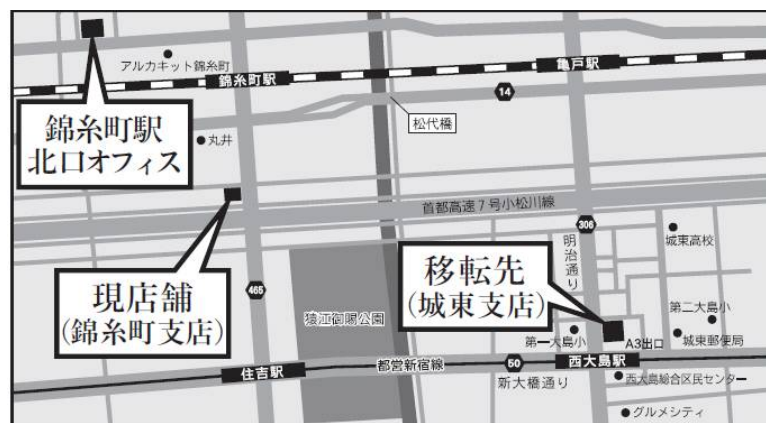 アルカキット錦糸町
錦糸町駅
亀戸駅
錦糸町駅
北口オフィス
14
松代橋
丸井
首都高速7号小松川線
306
明治通り
城東高校
現店舗
(錦糸町支店)
465
猿江恩賜公園
移転先
(城東支店)
第二大島小
第一大島小
A3出口
城東郵便局
住吉駅
都営新宿線
50
新大橋通り
西大島駅
西大島総合区民センター
グルメシティ